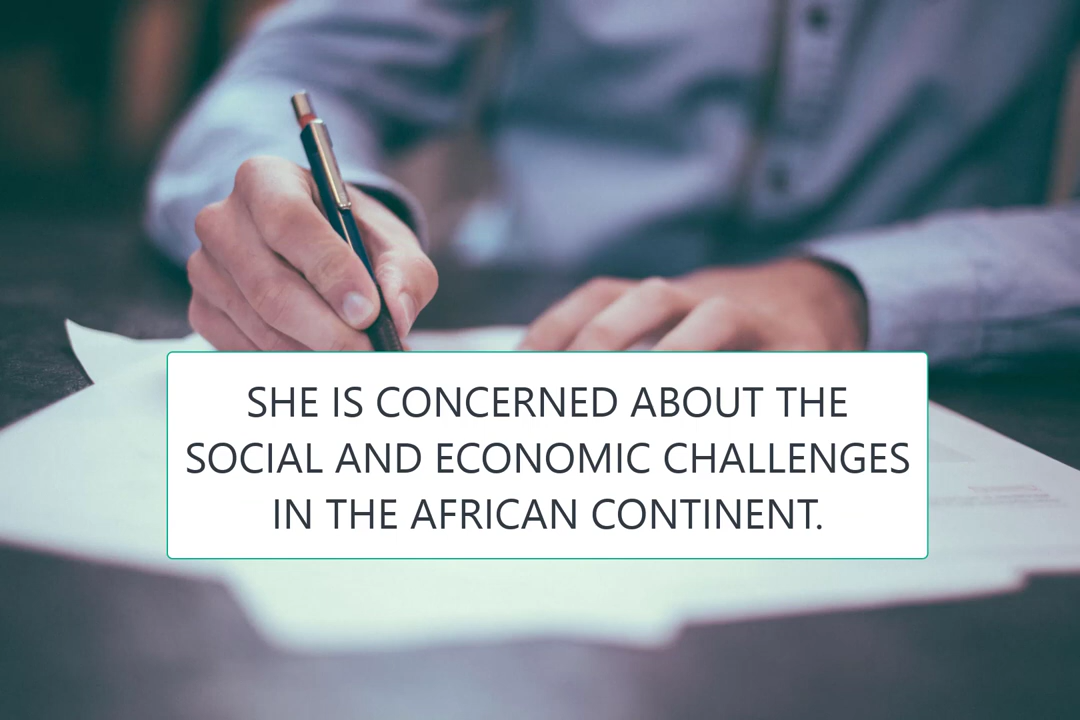 SHE IS CONCERNED ABOUT THE
SOCIAL AND ECONOMIC CHALLENGES
IN THE AFRICAN CONTINENT.